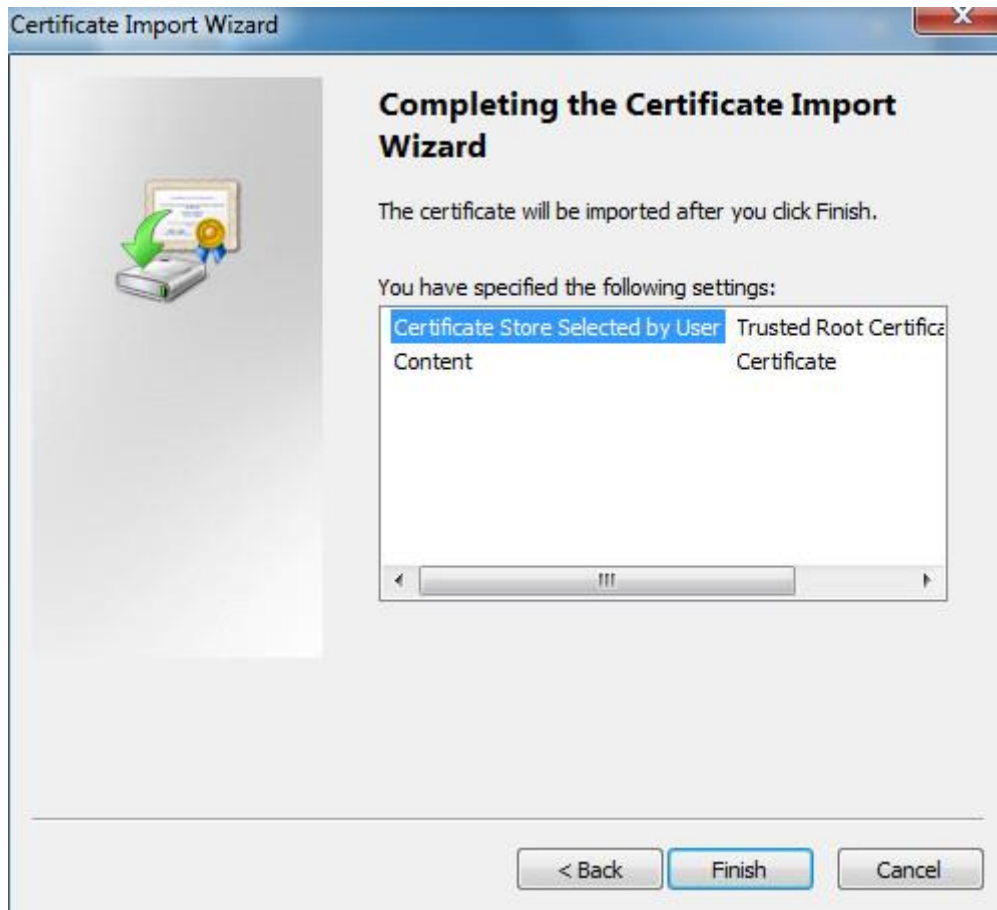 Certificate Import Wizard
Completing the Certificate Import
Wizard
The certificate will be imported after you click Finish.
You have specified the following settings:
Certificate Store Selected by User Trusted Root Certifica
Content Certificate
< Back Finish Cancel